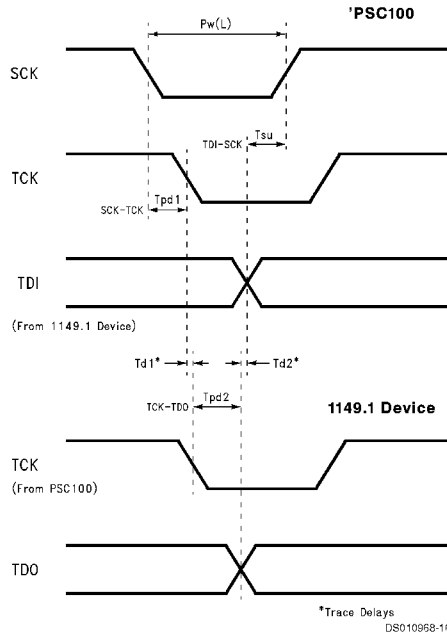 'PSC100
Pw(L)
SCK
TDI-SCK
Tsu
TCK
SCK-TCK
Tpd1
TDI
(From 1149.1 Device)
Td1*
Td2*
TCK-TDO
Tpd2
1149.1 Device
TCK
(From PSC100)
TDO
*Trace Delays